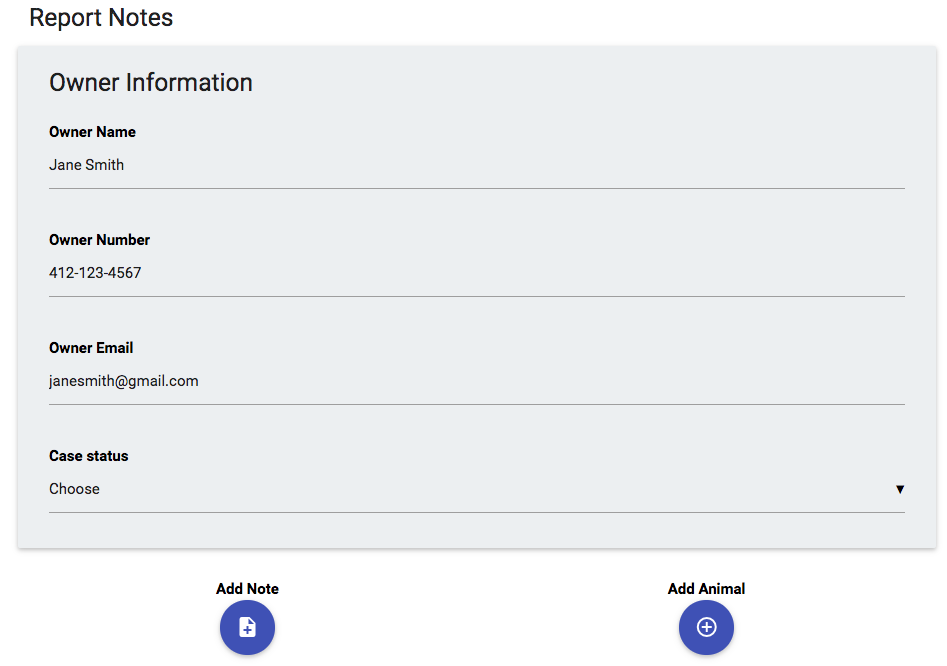 Report Notes
Owner Information
Owner Name
Jane Smith
Owner Number
412-123-4567
Owner Email
janesmith@gmail.com
Case status
Choose
Add Note
Add Animal